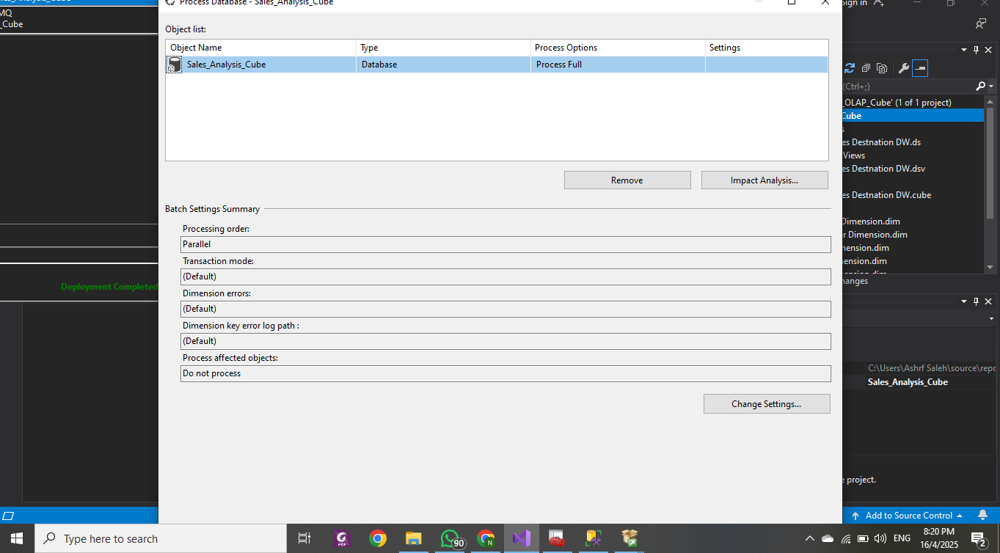 Process Database - Sales_Analysis_Cube
MQ
_Cube
Deployment Completed
Object list:
Object Name Type Process Options Settings
Sales_Analysis_Cube Database Process Full
Remove Impact Analysis...
Batch Settings Summary
Processing order:
Parallel
Transaction mode:
(Default)
Dimension errors:
(Default)
Dimension key error log path :
(Default)
Process affected objects:
Do not process
Change Settings...
Sign in
(Ctrl+;)
_OLAP_Cube' (1 of 1 project)
Cube
s
es Destnation DW.ds
Views
es Destnation DW.dsv
es Destnation DW.cube
Dimension.dim
r Dimension.dim
nension.dim
ension.dim
hanges
C:\Users\Ashrf Saleh\source\repo
Sales_Analysis_Cube
e project.
Add to Source Control
Type here to search
PDF
90
N
ENG
8:20 PM
16/4/2025
2